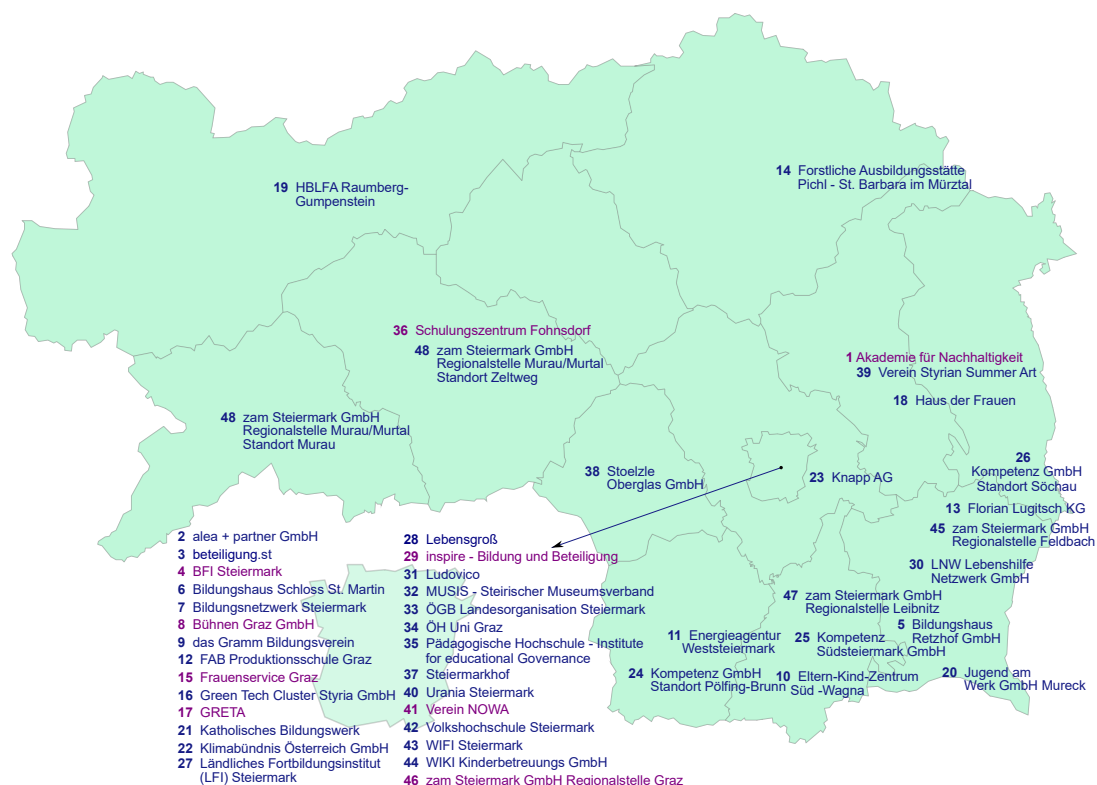 14 Forstliche Ausbildungsstätte
Pichl - St. Barbara im Mürztal
19 HBLFA Raumberg-
Gumpenstein
36 Schulungszentrum Fohnsdorf
48 zam Steiermark GmbH
Regionalstelle Murau/Murtal
Standort Zeltweg
1 Akademie für Nachhaltigkeit
39 Verein Styrian Summer Art
18 Haus der Frauen
48 zam Steiermark GmbH
Regionalstelle Murau/Murtal
Standort Murau
38 Stoelzle
Oberglas GmbH
23 Knapp AG
26
Kompetenz GmbH
Standort Söchau
13 Florian Lugitsch KG
45 zam Steiermark GmbH
Regionalstelle Feldbach
30 LNW Lebenshilfe
Netzwerk GmbH
47 zam Steiermark GmbH
Regionalstelle Leibnitz
5 Bildungshaus
Retzhof GmbH
11 Energieagentur
Weststeiermark
25 Kompetenz
Südsteiermark GmbH
24 Kompetenz GmbH
Standort Pölfing-Brunn
10 Eltern-Kind-Zentrum
Süd -Wagna
20 Jugend am
Werk GmbH Mureck
2 alea + partner GmbH
3 beteiligung.st
4 BFI Steiermark
6 Bildungshaus Schloss St. Martin
7 Bildungsnetzwerk Steiermark
8 Bühnen Graz GmbH
9 das Gramm Bildungsverein
12 FAB Produktionsschule Graz
15 Frauenservice Graz
16 Green Tech Cluster Styria GmbH
17 GRETA
21 Katholisches Bildungswerk
22 Klimabündnis Österreich GmbH
27 Ländliches Fortbildungsinstitut
(LFI) Steiermark
28 Lebensgroß
29 inspire - Bildung und Beteiligung
31 Ludovico
32 MUSIS - Steirischer Museumsverband
33 ÖGB Landesorganisation Steiermark
34 ÖH Uni Graz
35 Pädagogische Hochschule - Institute
for educational Governance
37 Steiermarkhof
40 Urania Steiermark
41 Verein NOWA
42 Volkshochschule Steiermark
43 WIFI Steiermark
44 WIKI Kinderbetreuungs GmbH
46 zam Steiermark GmbH Regionalstelle Graz